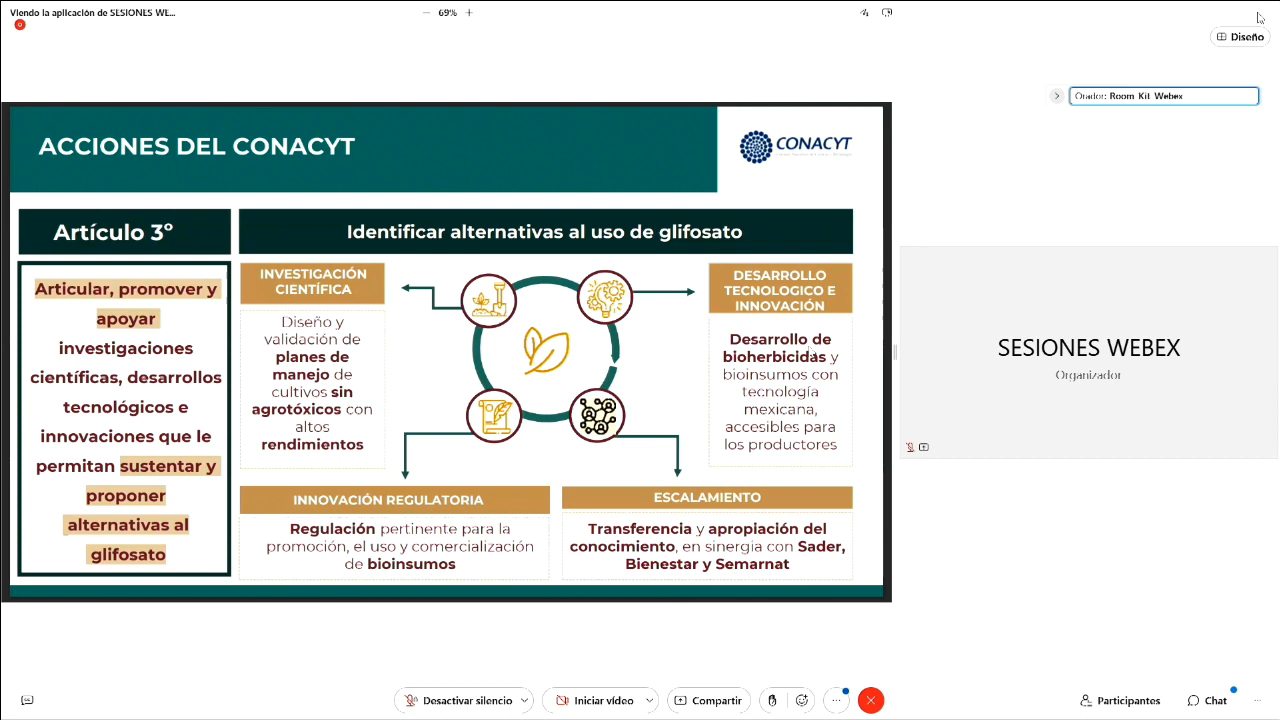 Viendo la aplicación de SESIONES WE...
69%
Diseño
Orador: Room Kit Webex
ACCIONES DEL CONACYT
CONACYT
Artículo 3º
Identificar alternativas al uso de glifosato
Articular, promover y
apoyar
investigaciones
científicas, desarrollos
tecnológicos e
innovaciones que le
permitan sustentar y
proponer
alternativas al
glifosato
INVESTIGACIÓN
CIENTÍFICA
Diseño y
validación de
planes de
manejo de
cultivos sin
agrotóxicos con
altos
rendimientos
DESARROLLO
TECNOLOGICO E
INNOVACIÓN
Desarrollo de
bioherbicidas y
bioinsumos con
tecnología
mexicana,
accesibles para
los productores
INNOVACIÓN REGULATORIA
Regulación pertinente para la
promoción, el uso y comercialización
de bioinsumos
ESCALAMIENTO
Transferencia y apropiación del
conocimiento, en sinergia con Sader,
Bienestar y Semarnat
SESIONES WEBEX
Organizador
Desactivar silencio
Iniciar vídeo
Compartir
Participantes
Chat